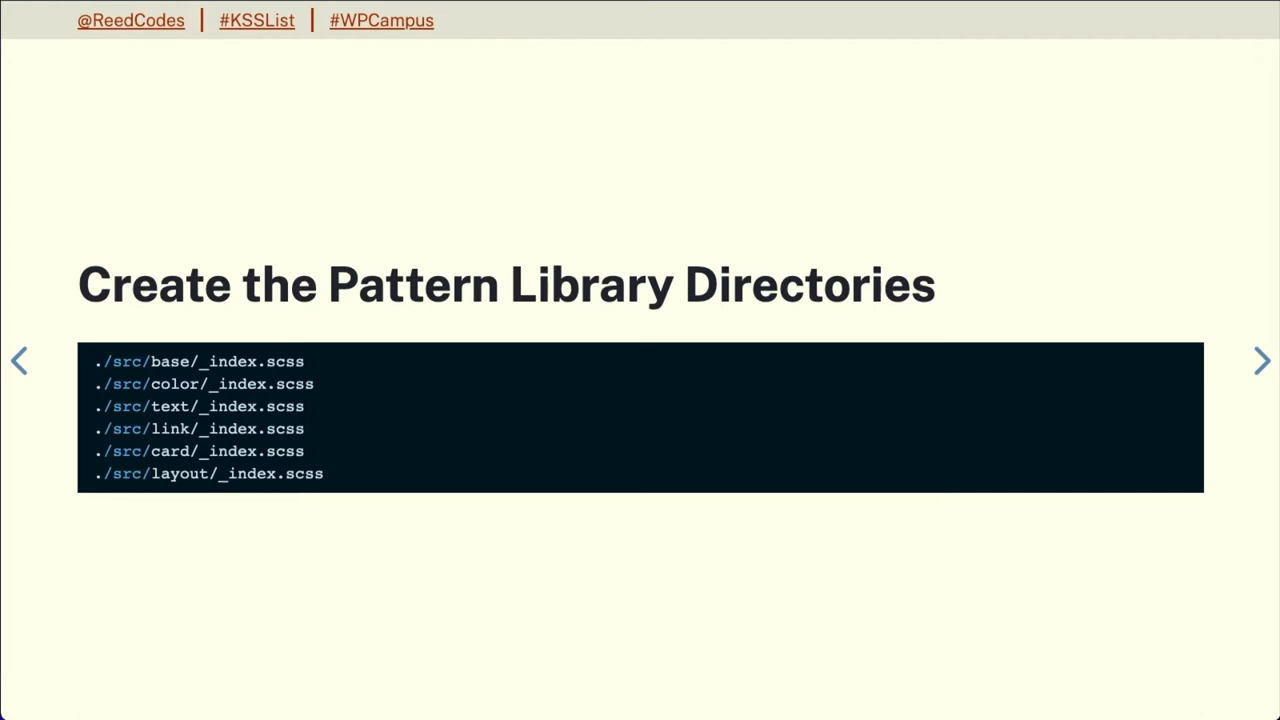 @ReedCodes | #KSSList | #WPCampus
Create the Pattern Library Directories
./src/base/_index.scss
./src/color/_index.scss
./src/text/_index.scss
./src/link/_index.scss
./src/card/_index.scss
./src/layout/_index.scss